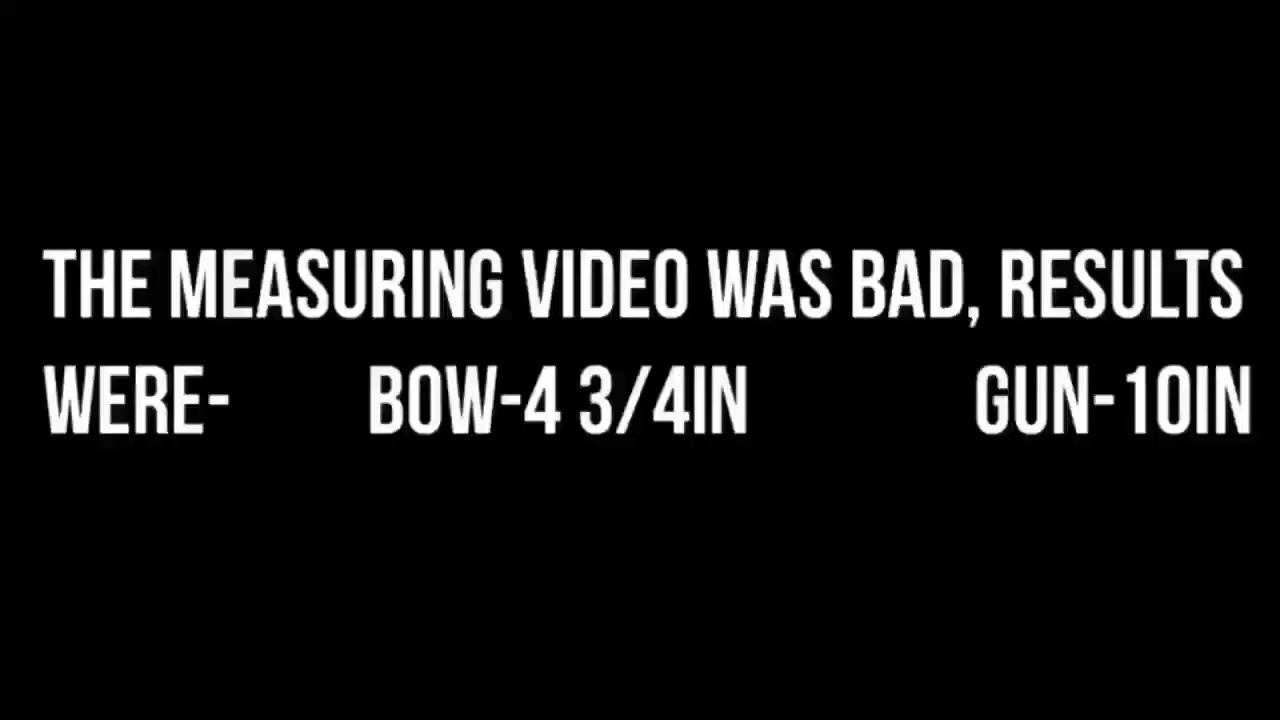 THE MEASURING VIDEO WAS BAD, RESULTS
WERE- BOW-4 3/4IN GUN-10IN